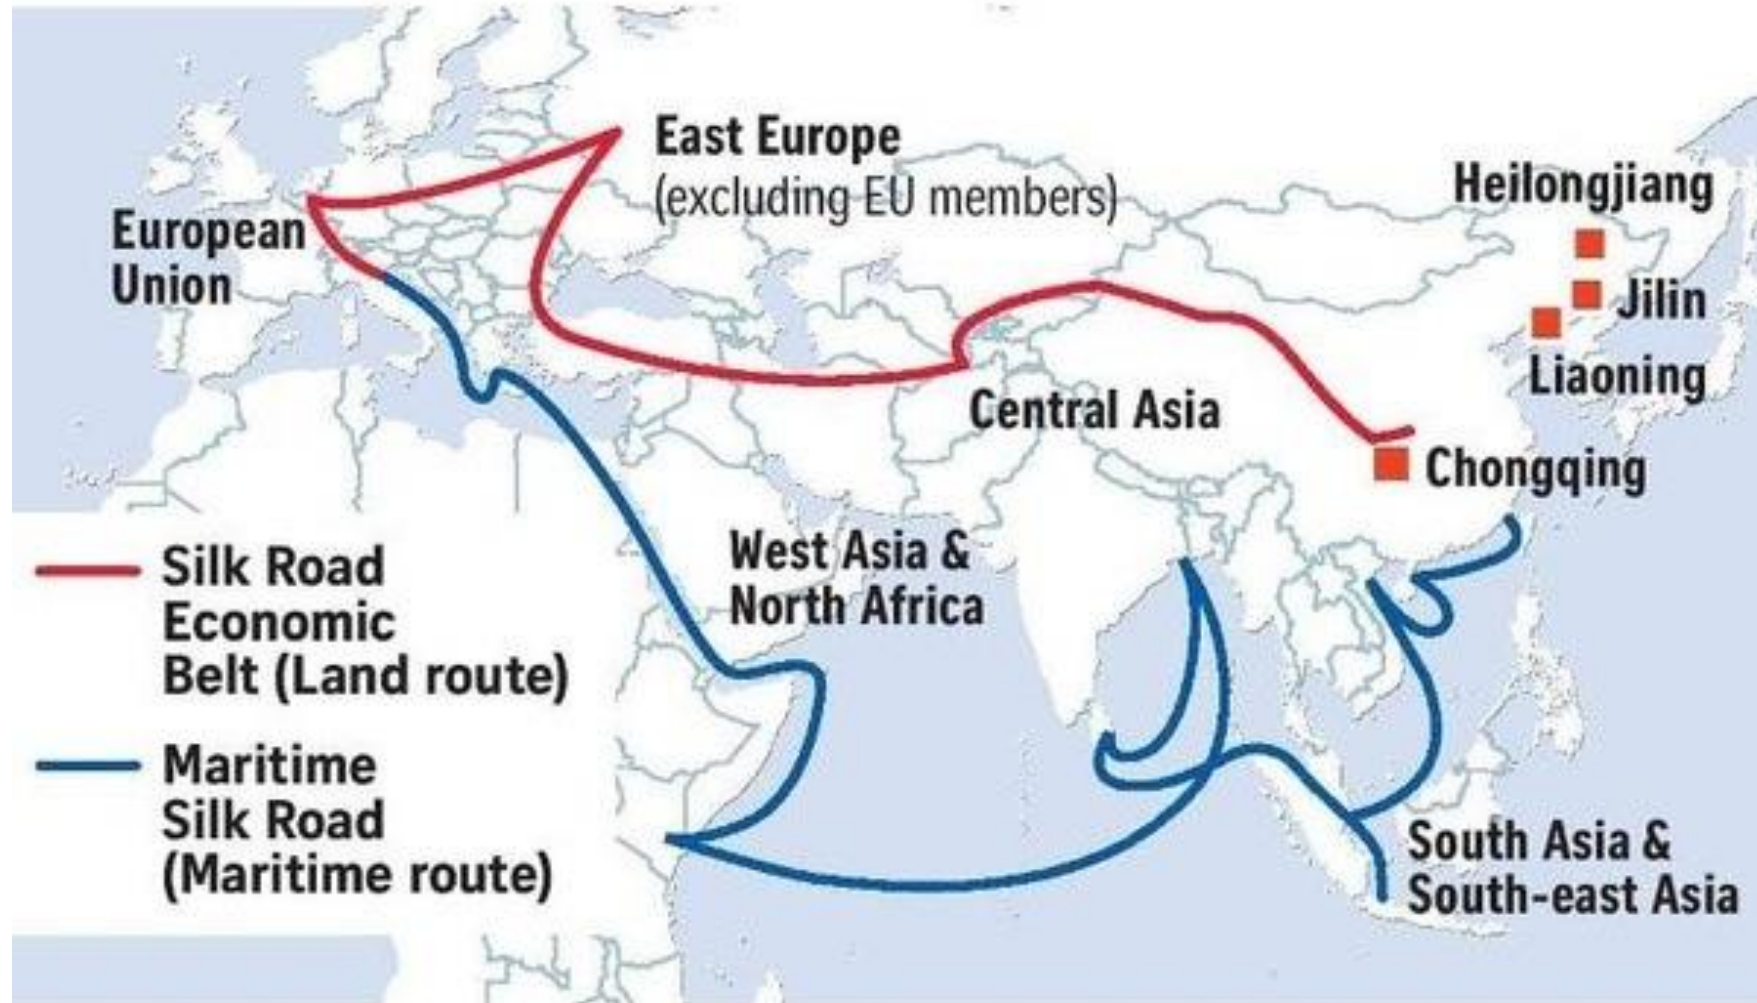 East Europe
(excluding EU members)
Heilongjiang
European
Union
Jilin
Liaoning
Central Asia
Chongqing
West Asia &
North Africa
Silk Road
Economic
Belt (Land route)
Maritime
Silk Road
(Maritime route)
South Asia &
South-east Asia